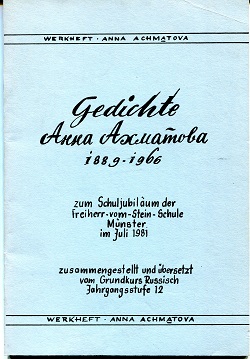 WERKHEFT - ANNA ACHMATOVA
Gedichte
Анна Ахматова
1889-1966
zum Schuljubiläum der
Freiherr-vom-Stein-Schule
Münster
im Juli 1981
zusammengestellt und übersetzt
vom Grundkurs Russisch
Jahrgangsstufe 12
WERKHEFT - ANNA ACHMATOVA